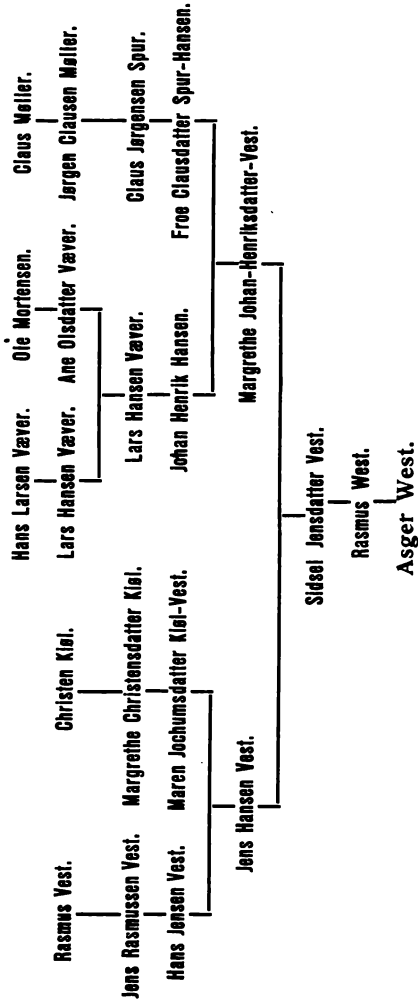 Rasmus Vest.
Christen Kiøl.
Hans Larsen Væver.
Ole Mortensen.
Claus Møller.
Lars Hansen Væver.
Ane Olsdatter Væver.
Jørgen Clausen Møller.
Jens Rasmussen Vest.
Margrethe Christensdatter Kiøl.
Lars Hansen Væver.
Claus Jørgensen Spur.
Hans Jensen Vest.
Maren Jochumsdatter Kiøl-Vest.
Johan Henrik Hansen.
Froe Clausdatter Spur-Hansen.
Jens Hansen Vest.
Margrethe Johan-Henriksdatter-Vest.
Sidsel Jensdatter Vest.
Rasmus West.
Asger West.